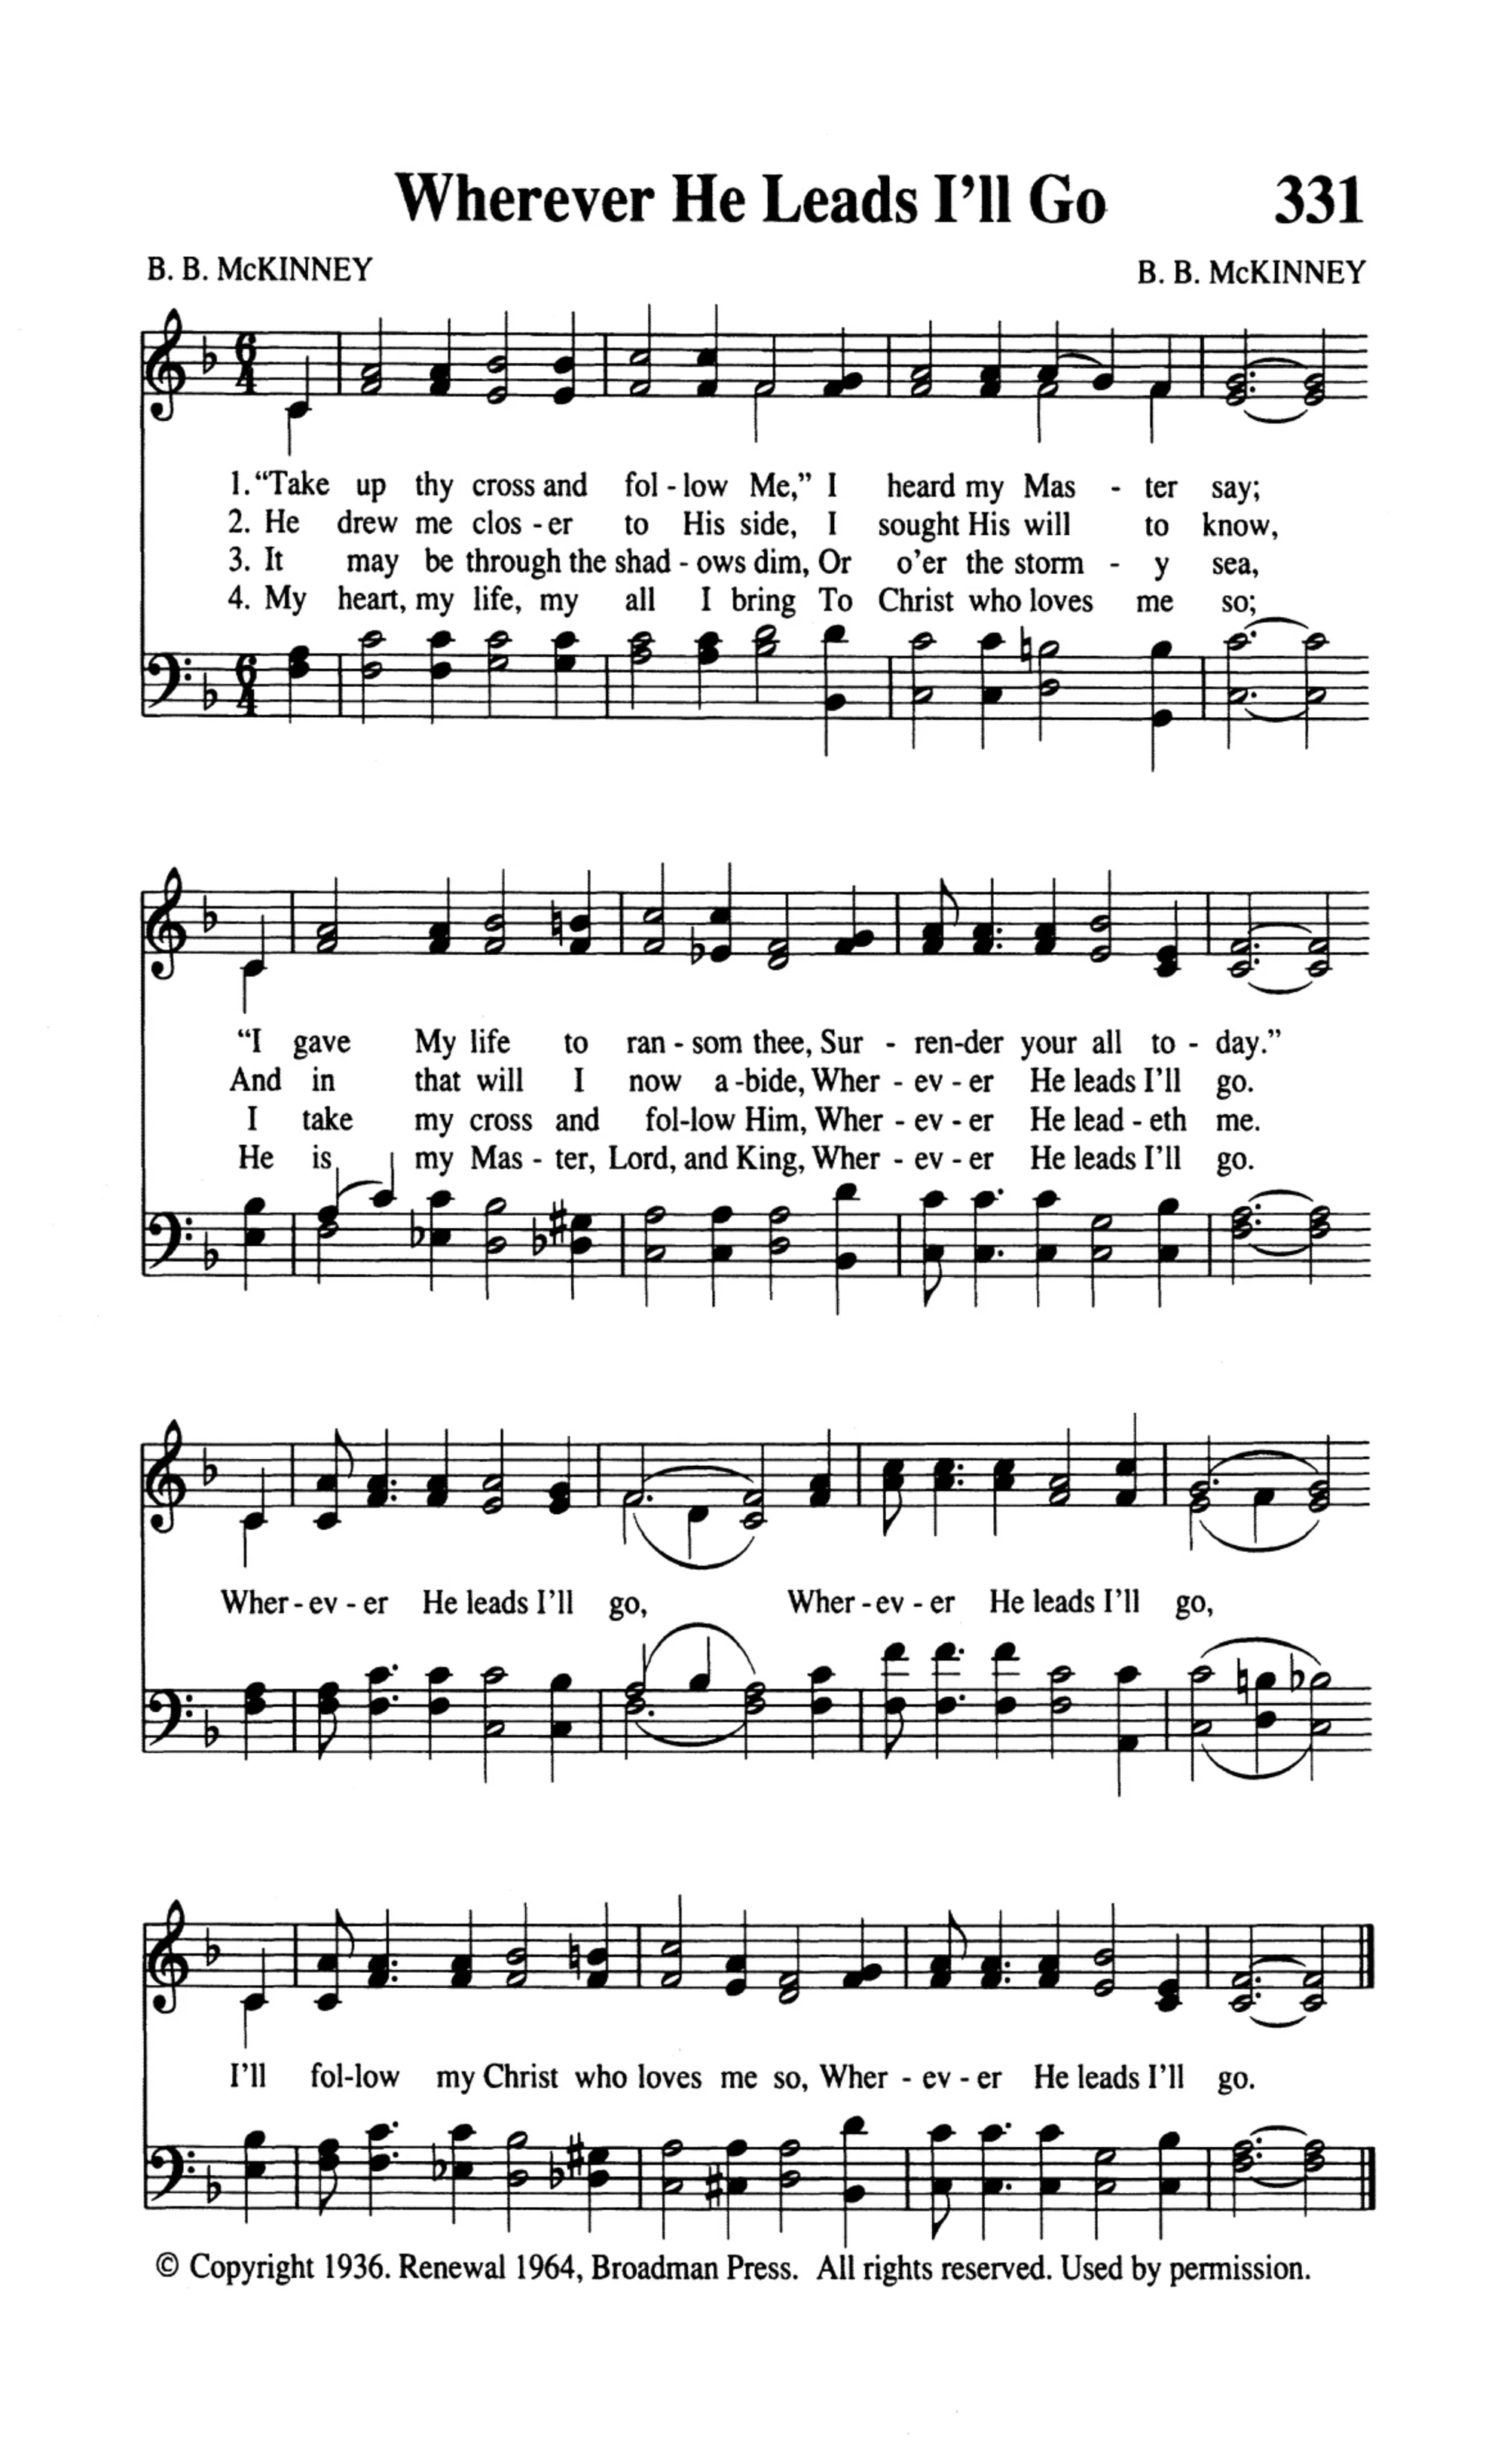 Wherever He Leads I'll Go 331
B. B. McKINNEY B. B. McKINNEY
6 4
1. “Take up thy cross and fol - low Me,” I heard my Mas - ter say;
2. He drew me clos - er to His side, I sought His will to know,
3. It may be through the shad - ows dim, Or o'er the storm - y sea,
4. My heart, my life, my all I bring To Christ who loves me so;
6 4
“I gave My life to ran - som thee, Sur - ren-der your all to - day.”
And in that will I now a -bide, Wher - ev - er He leads I'll go.
I take my cross and fol-low Him, Wher - ev - er He lead - eth me.
He is my Mas - ter, Lord, and King, Wher - ev - er He leads I'll go.
Wher - ev - er He leads I'll go, Wher - ev - er He leads I'll go,
I'll fol-low my Christ who loves me so, Wher - ev - er He leads I'll go.
© Copyright 1936. Renewal 1964, Broadman Press. All rights reserved. Used by permission.